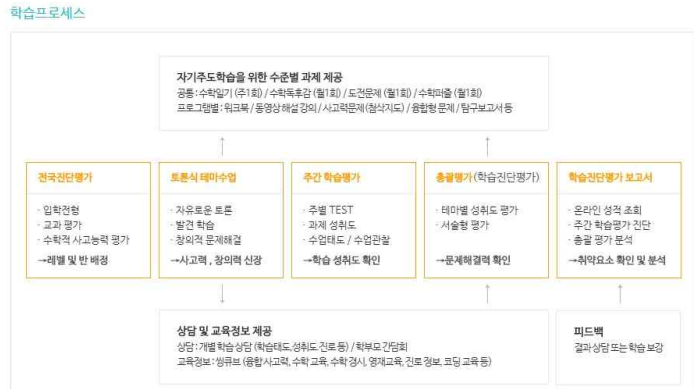 학습프로세스
자기주도학습을 위한 수준별 과제 제공
공통 : 수학일기 (주1회) / 수학독후감 (월1회) / 도전문제 (월1회) / 수학퍼즐 (월1회)
프로그램별 : 워크북 / 동영상 해설 강의 / 사고력문제(첨삭지도) / 융합형 문제 / 탐구보고서 등
전국진단평가
· 입학전형
· 교과 평가
· 수학적 사고능력 평가
→레벨 및 반 배정
토론식 테마수업
· 자유로운 토론
· 발견 학습
· 창의적 문제해결
→사고력 , 창의력 신장
주간 학습평가
· 주별 TEST
· 과제 성취도
· 수업태도 / 수업관찰
→학습 성취도 확인
총괄평가(학습진단평가)
· 테마별 성취도 평가
· 서술형 평가
→문제해결력 확인
학습진단평가 보고서
· 온라인 성적 조회
· 주간 학습평가 진단
· 총괄 평가 분석
→취약요소 확인 및 분석
상담 및 교육정보 제공
상담 : 개별 학습 상담 (학습태도,성취도,진로 등) / 학부모 간담회
교육정보 : 씽큐브 (융합사고력, 수학 교육, 수학 경시, 영재교육, 진로 정보, 코딩 교육 등)
피드백
결과 상담 또는 학습 보강